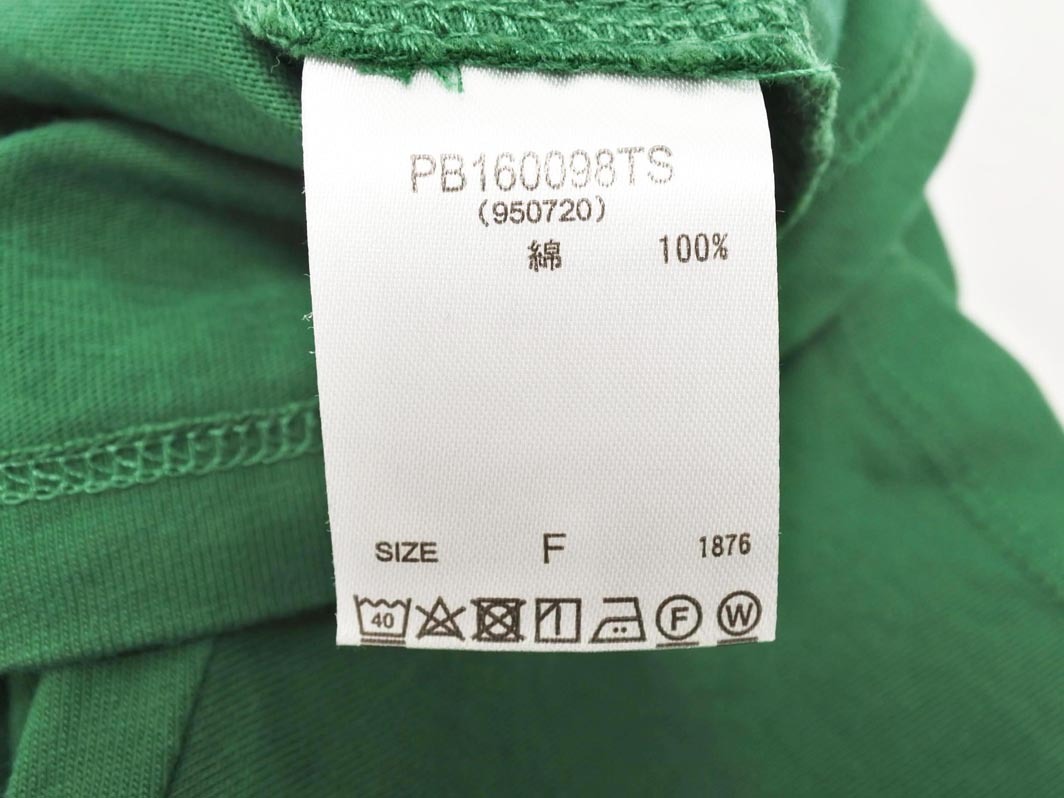 PB160098TS
(950720)
綿 100%
SIZE F 1876
40 F W